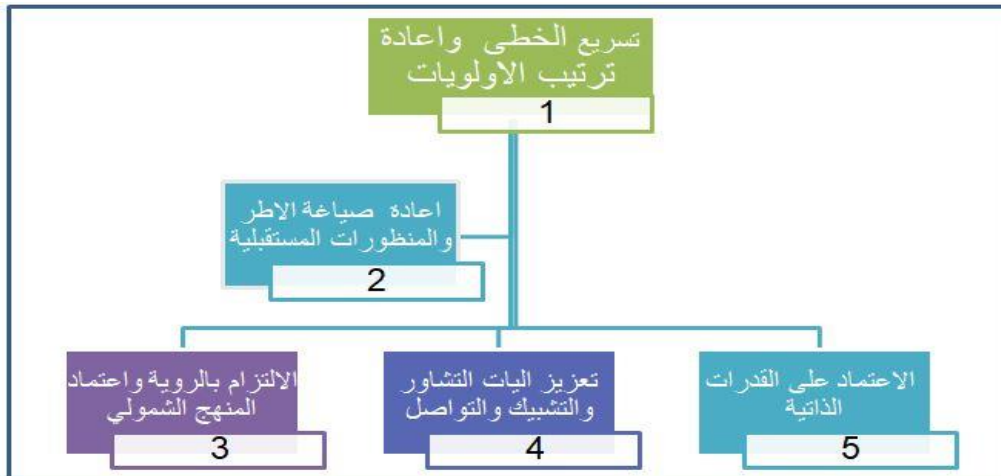 تسريع الخطى واعادة
ترتيب الاولويات
1
اعادة صياغة الاطر
والمنظورات المستقبلية
2
الالتزام بالروية واعتماد
المنهج الشمولي
3
تعزيز اليات التشاور
والتشبيك والتواصل
4
الاعتماد على القدرات
الذاتية
5